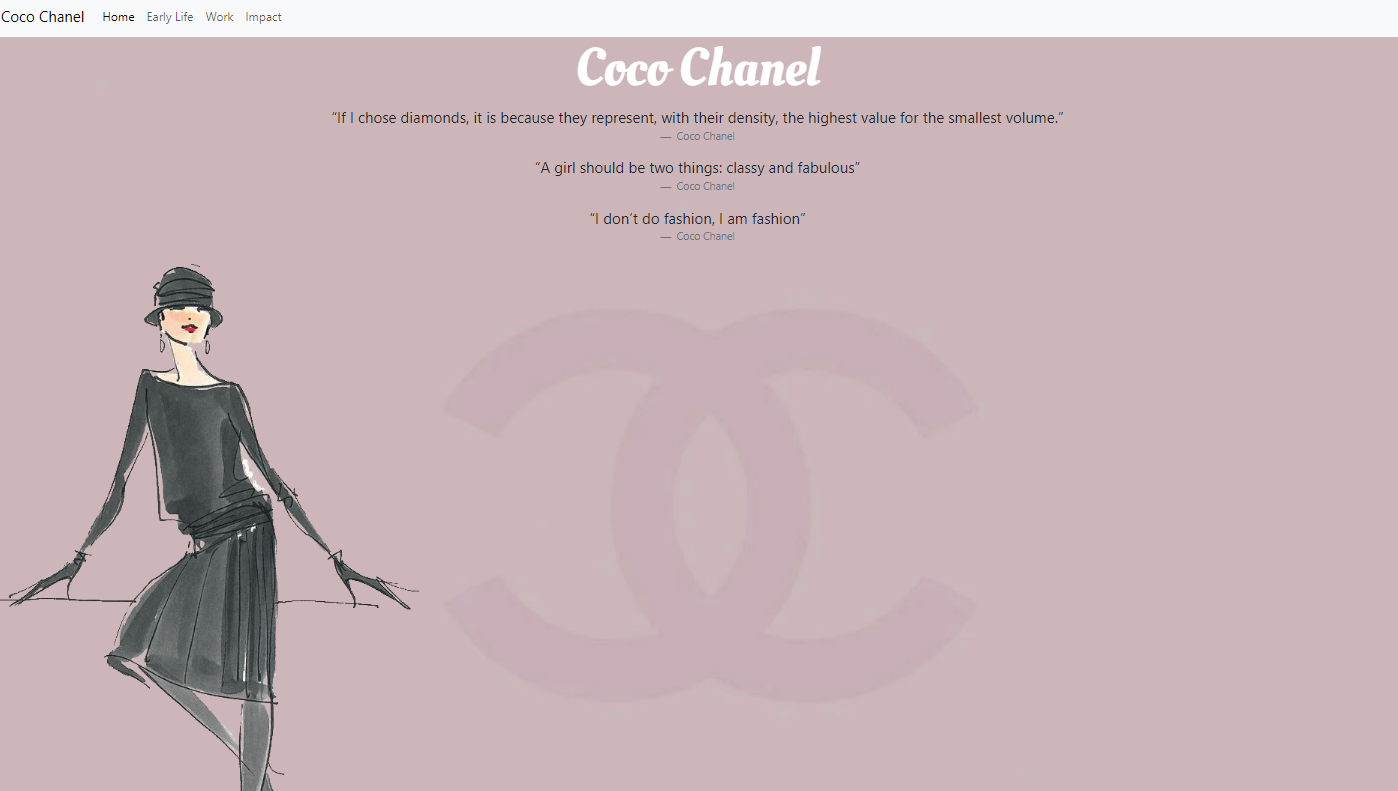 Coco Chanel Home Early Life Work Impact
Coco Chanel
“If I chose diamonds, it is because they represent, with their density, the highest value for the smallest volume.”
— Coco Chanel
“A girl should be two things: classy and fabulous”
— Coco Chanel
“I don’t do fashion, I am fashion”
— Coco Chanel